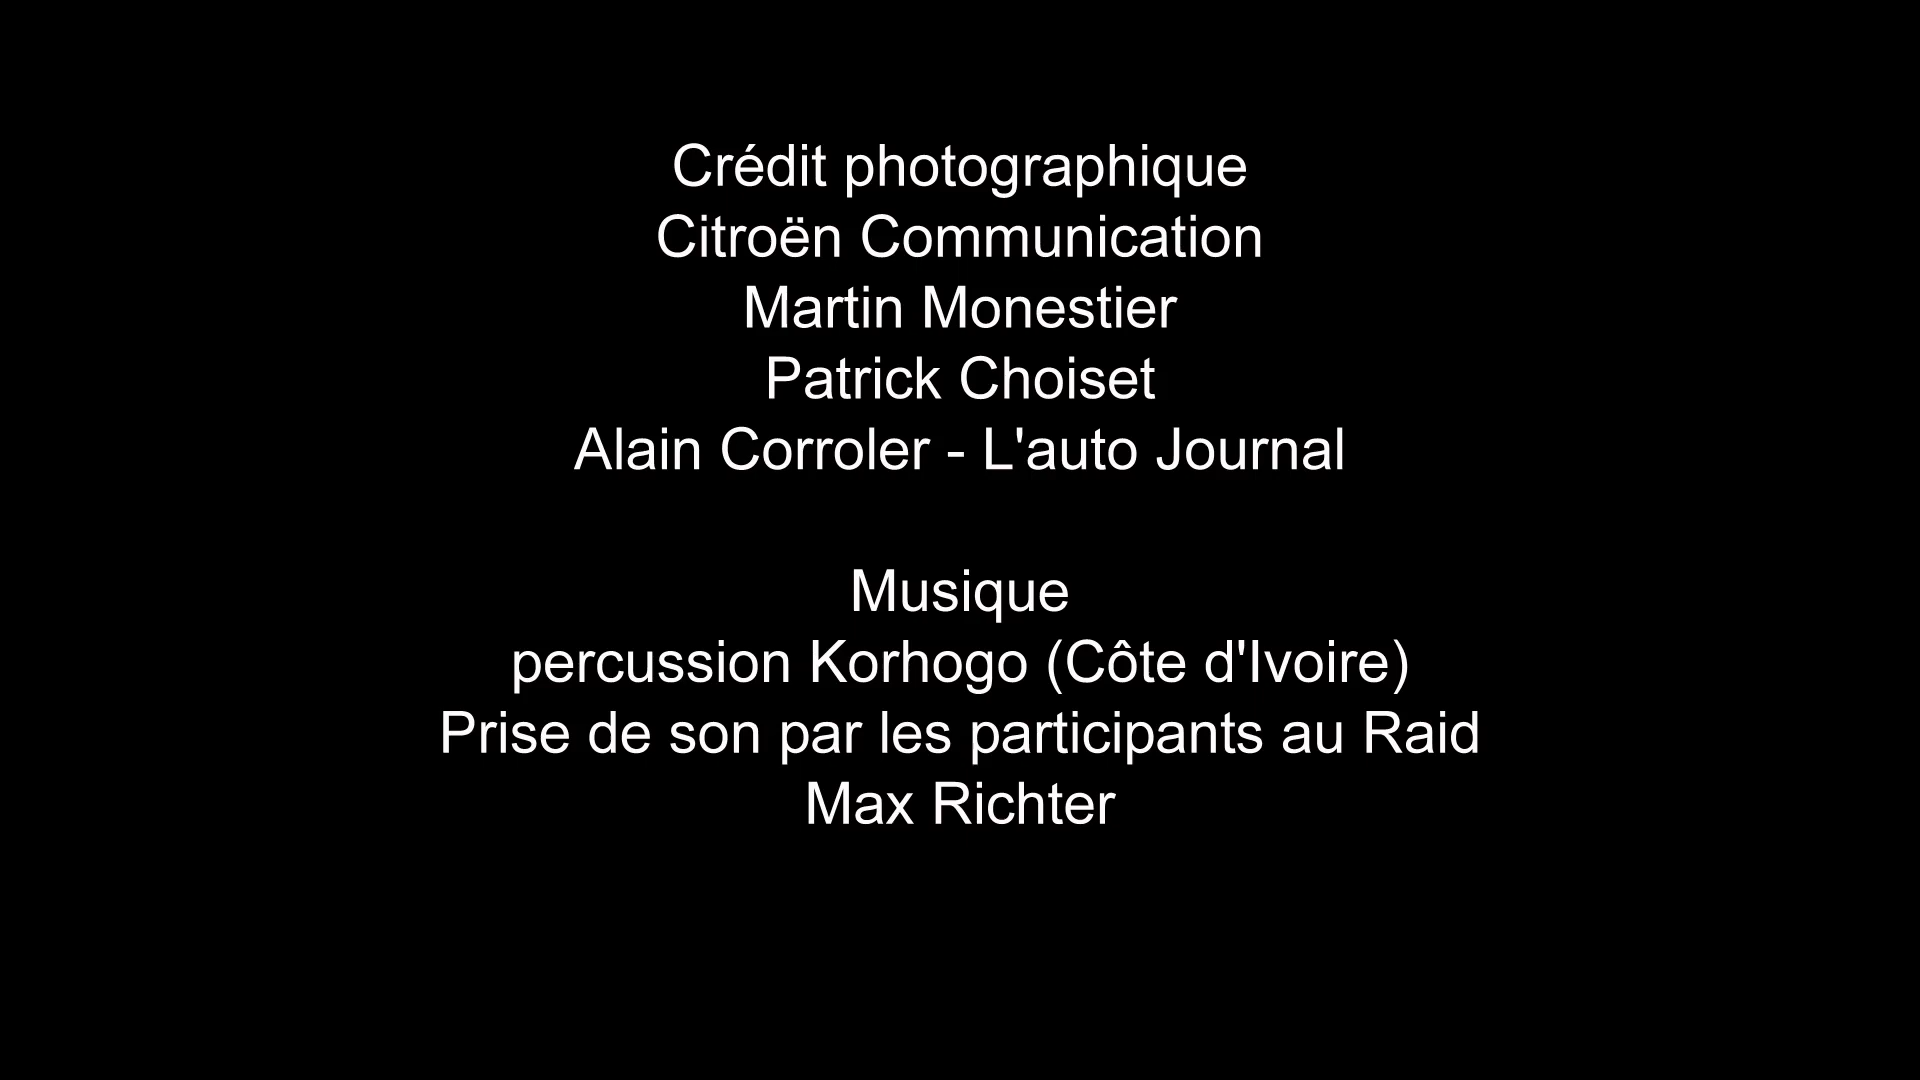 Crédit photographique
Citroën Communication
Martin Monestier
Patrick Choiset
Alain Corroler - L'auto Journal
Musique
percussion Korhogo (Côte d'Ivoire)
Prise de son par les participants au Raid
Max Richter